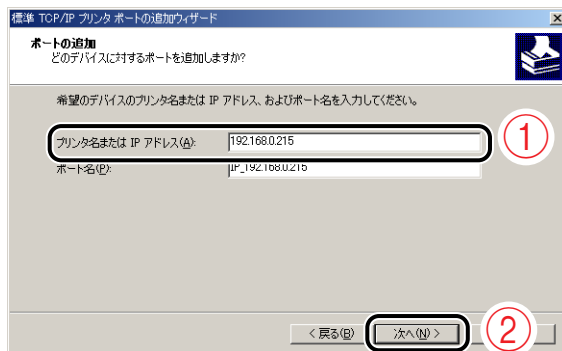 標準 TCP/IP プリンタ ポートの追加ウィザード
ポートの追加
どのデバイスに対するポートを追加しますか?
希望のデバイスのプリンタ名または IP アドレス、およびポート名を入力してください。
プリンタ名または IP アドレス(A):
192.168.0.215
①
ポート名(P):
IP_192.168.0.215
< 戻る(B)
次へ(N) >
②